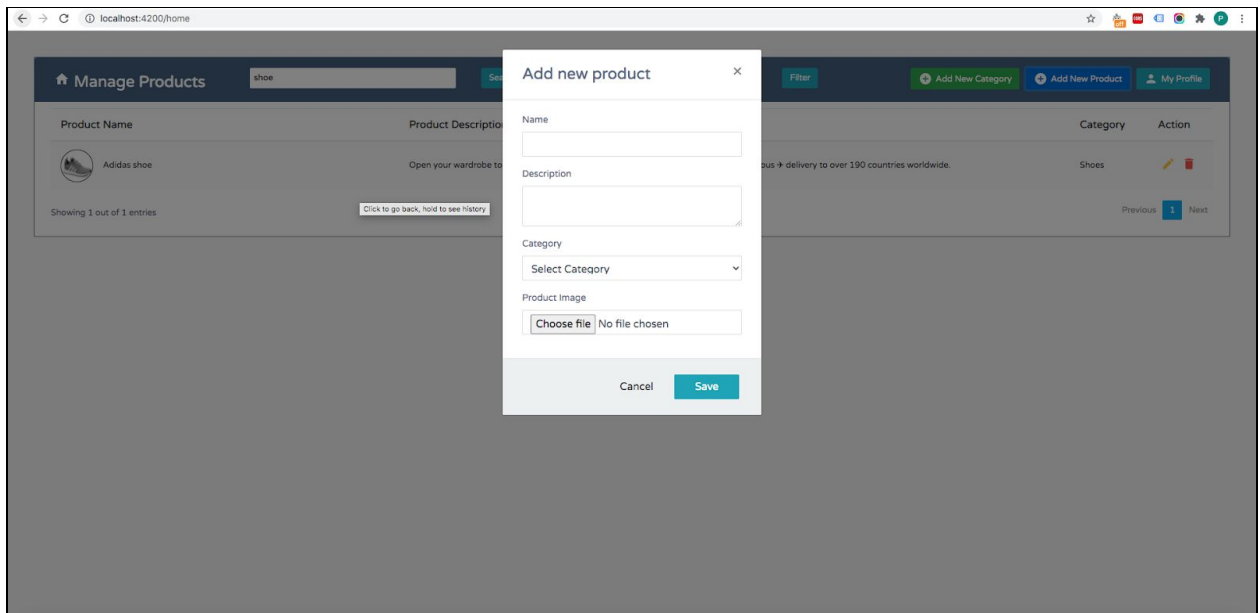 localhost:4200/home
off
P
Manage Products
shoe
Filter
Add New Category
Add New Product
My Profile
Product Name
Product Descriptio
Category
Action
Adidas shoe
Open your wardrobe to
delivery to over 190 countries worldwide.
Shoes
Showing 1 out of 1 entries
Click to go back, hold to see history
Previous
1
Next
Add new product
Name
Description
Category
Select Category
Product Image
Choose file No file chosen
Cancel
Save